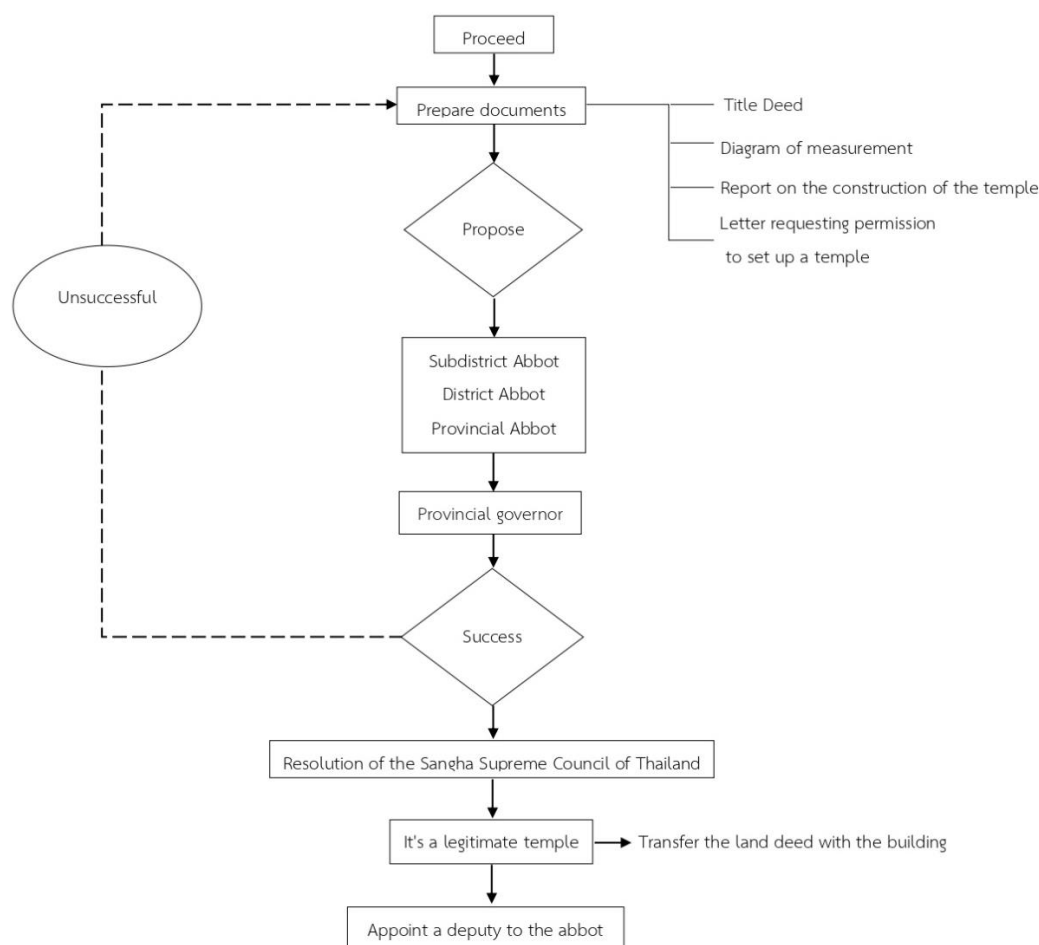 Proceed
Prepare documents
Title Deed
Diagram of measurement
Report on the construction of the temple
Letter requesting permission
to set up a temple
Propose
Unsuccessful
Subdistrict Abbot
District Abbot
Provincial Abbot
Provincial governor
Success
Resolution of the Sangha Supreme Council of Thailand
It's a legitimate temple
Transfer the land deed with the building
Appoint a deputy to the abbot